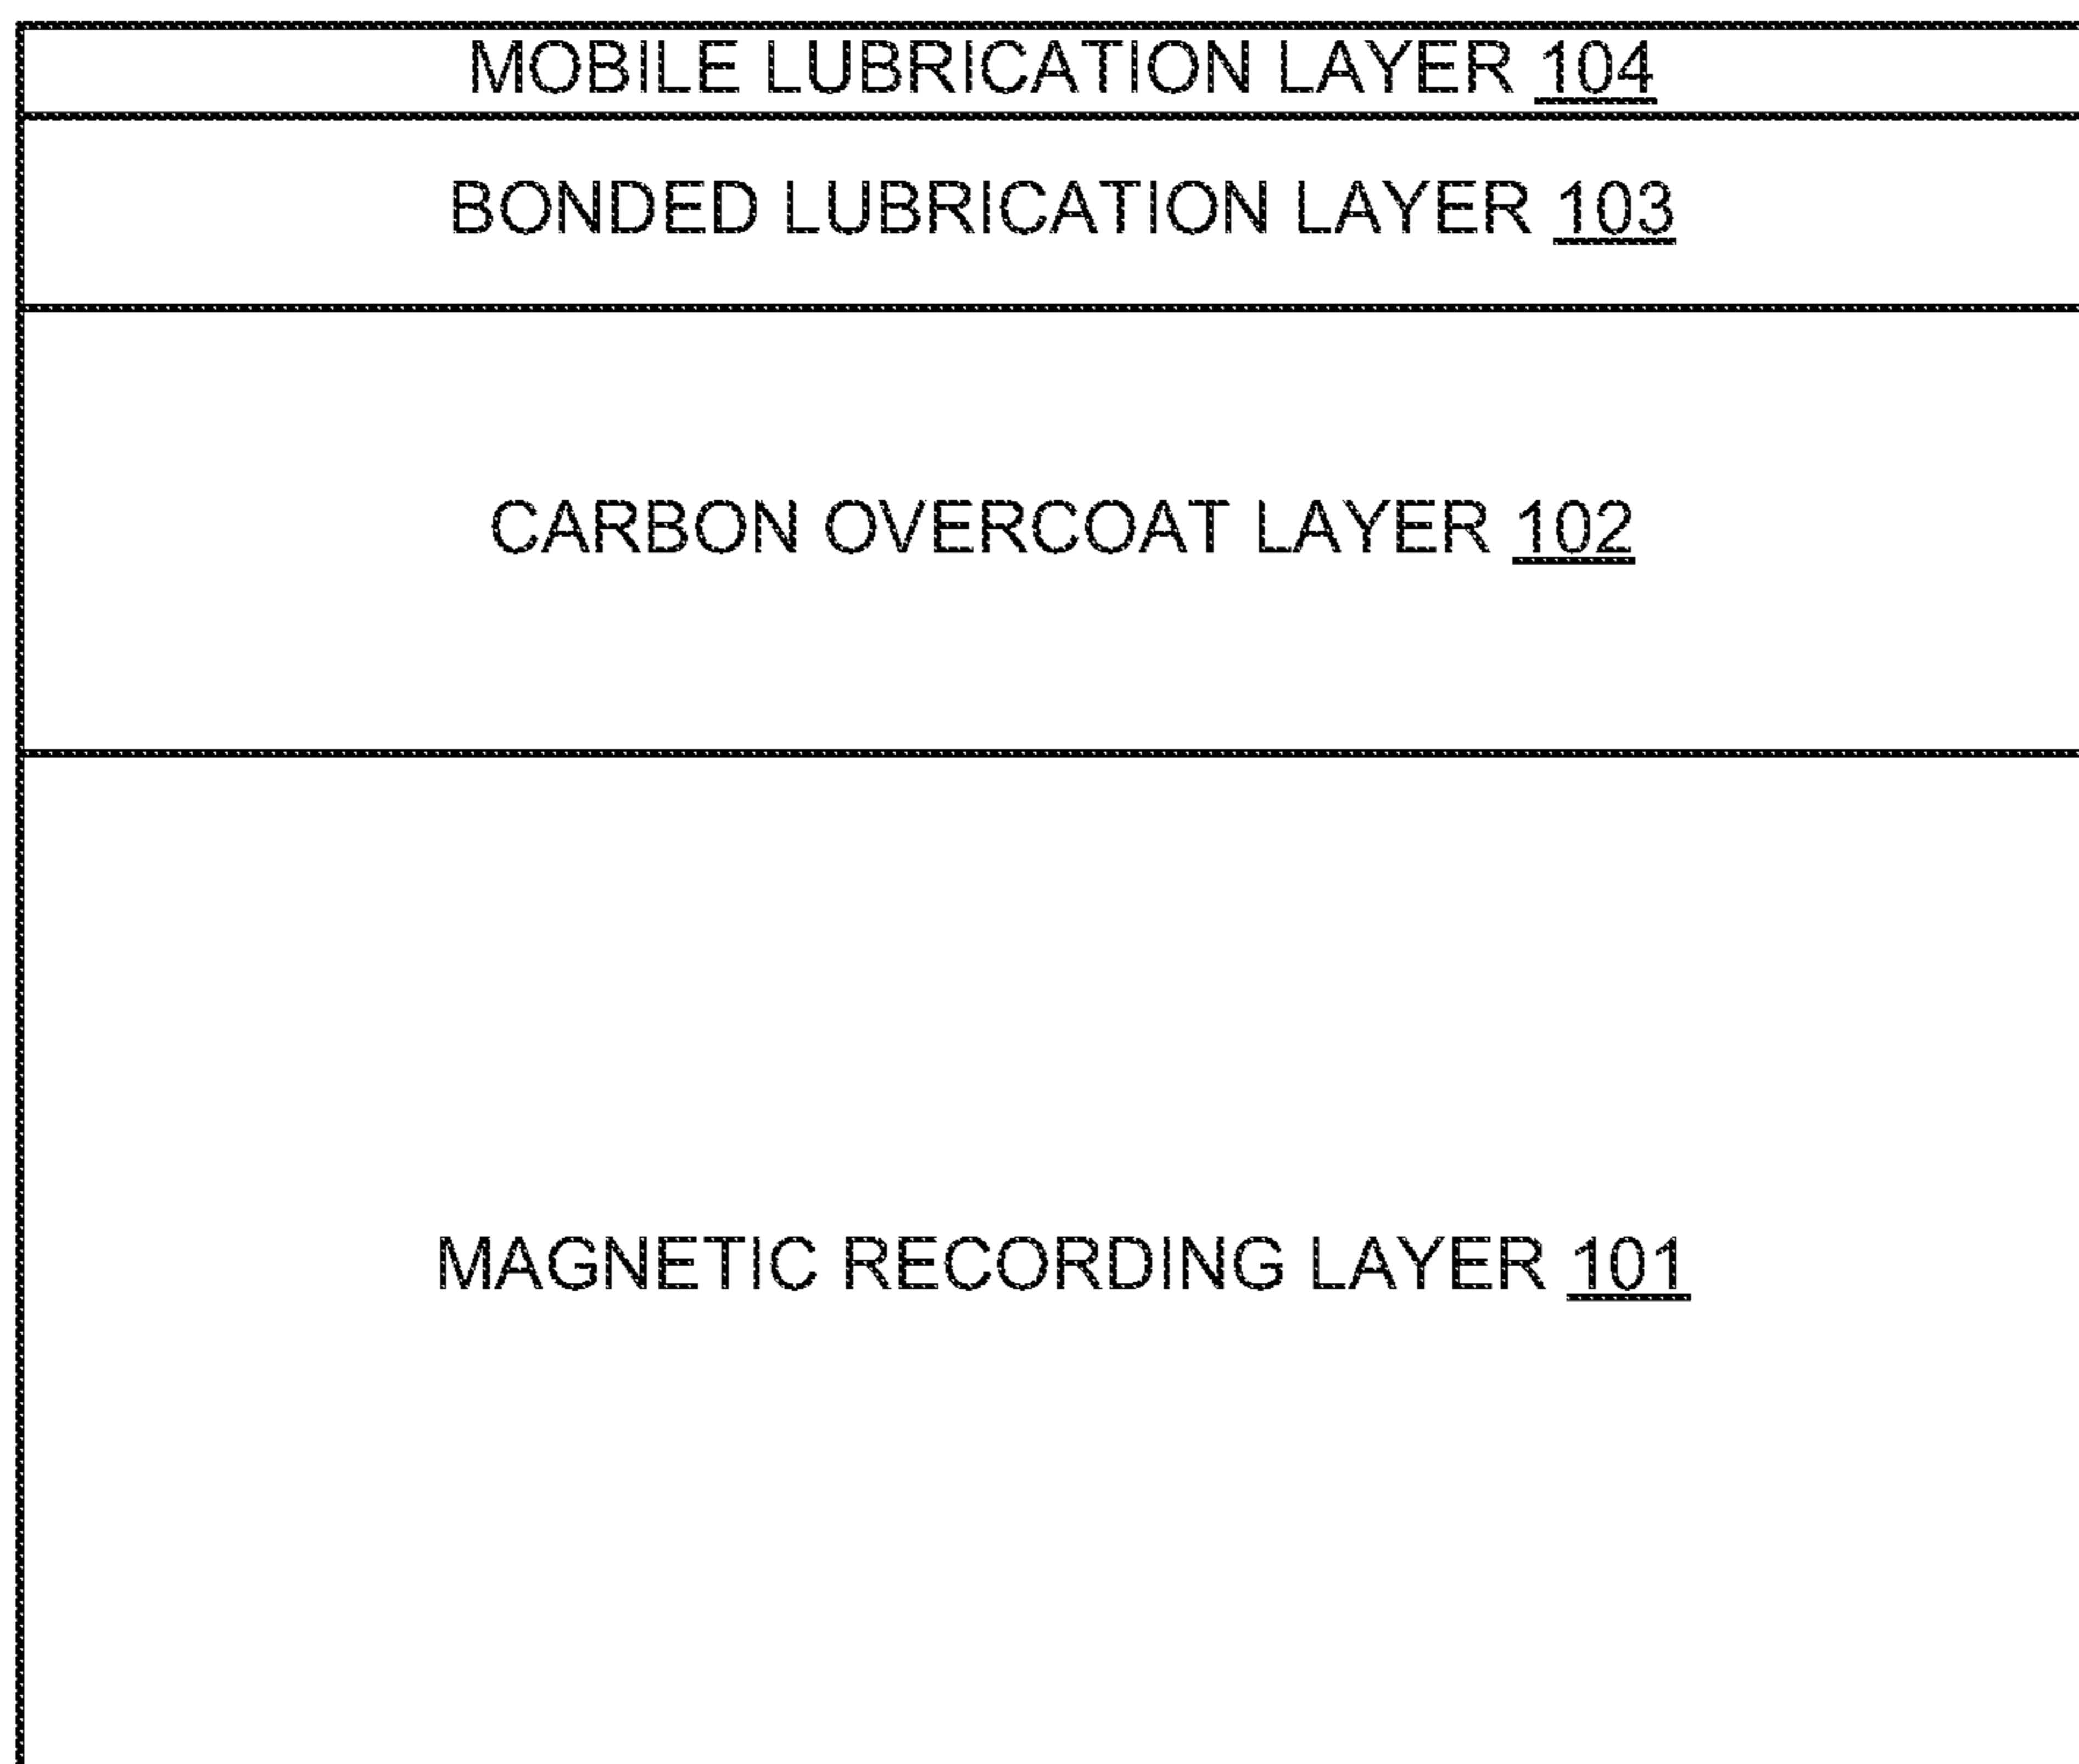 MOBILE LUBRICATION LAYER 104
BONDED LUBRICATION LAYER 103
CARBON OVERCOAT LAYER 102
MAGNETIC RECORDING LAYER 101